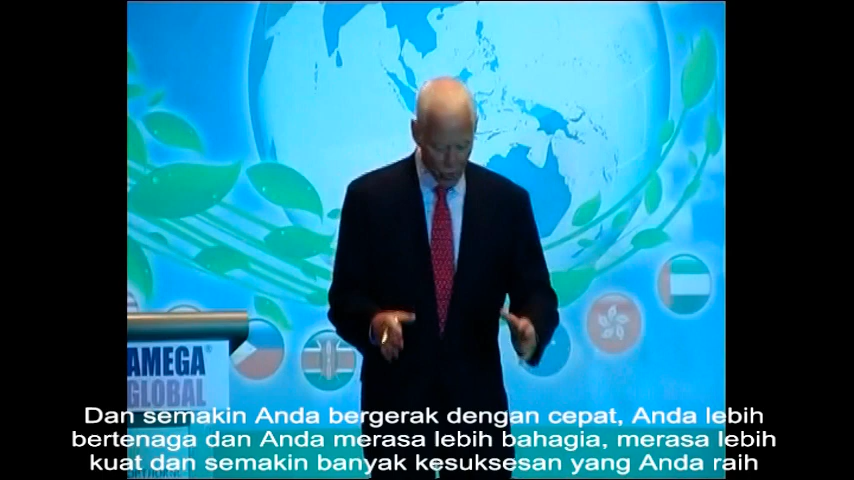 AMEGA®
GLOBAL
Dan semakin Anda bergerak dengan cepat, Anda lebih
bertenaga dan Anda merasa lebih bahagia, merasa lebih
kuat dan semakin banyak kesuksesan yang Anda raih